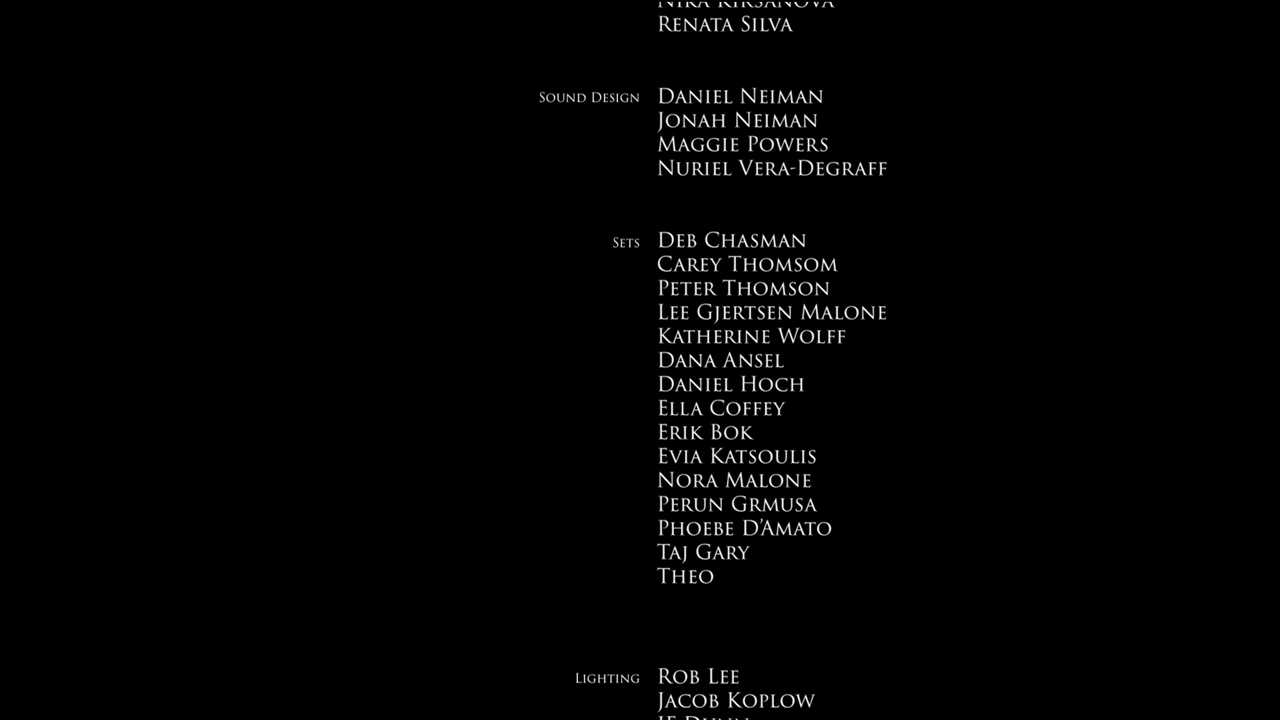 Nika Kirsanova
Renata Silva
Sound Design Daniel Neiman
Jonah Neiman
Maggie Powers
Nuriel Vera-Degraff
Sets Deb Chasman
Carey Thomsom
Peter Thomson
Lee Gjertsen Malone
Katherine Wolff
Dana Ansel
Daniel Hoch
Ella Coffey
Erik Bok
Evia Katsoulis
Nora Malone
Perun Grmusa
Phoebe D'Amato
Taj Gary
Theo
Lighting Rob Lee
Jacob Koplow